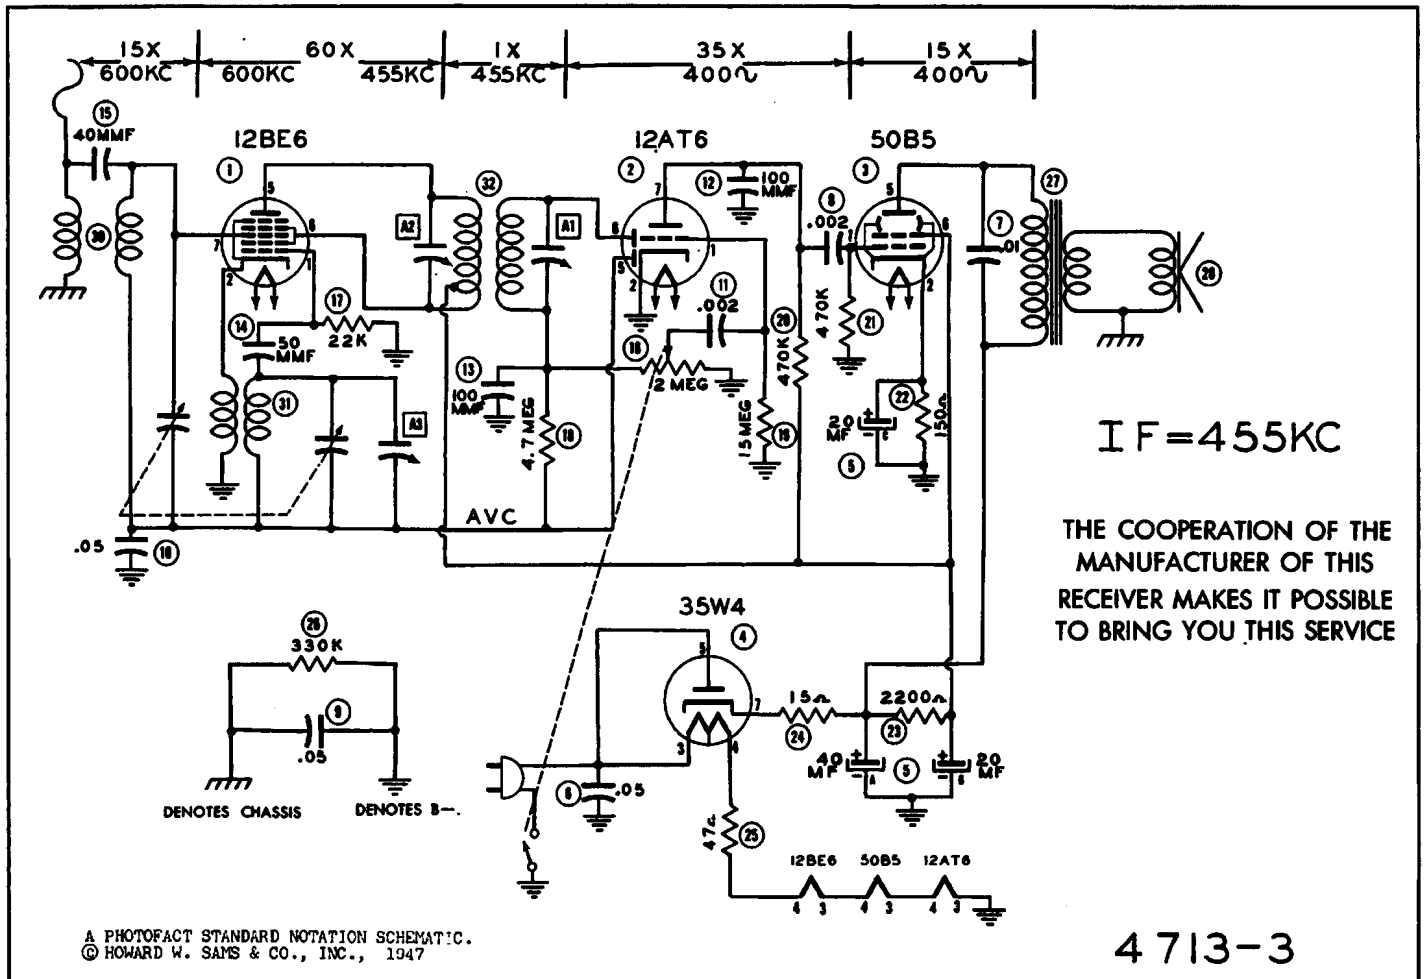 15X 60X 1X 35X 15X
600KC 600KC 455KC 455KC 400∿ 400∿
15
40MMF
12BE6
12AT6
50B5
1
5
6
7
1
2
30
A2
32
A1
2
7
6
5
2
1
12
100 MMF
8
.002
3
5
1
6
7
2
7
.01
27
28
14
50 MMF
17
22K
11
.002
20
470K
470K
21
16
2 MEG
13
100 MMF
31
A3
4.7 MEG
18
15 MEG
19
20 MF
+
-
C
5
22
150Ω
IF=455KC
AVC
.05
10
THE COOPERATION OF THE
MANUFACTURER OF THIS
RECEIVER MAKES IT POSSIBLE
TO BRING YOU THIS SERVICE
35W4
4
5
7
3
4
26
330K
9
.05
DENOTES CHASSIS
DENOTES B—.
15Ω
24
2200Ω
23
40 MF
+
-
A
5
+
-
B
20 MF
6
.05
47Ω
25
12BE6 50B5 12AT6
4 3 4 3 4 3
A PHOTOFACT STANDARD NOTATION SCHEMATIC.
© HOWARD W. SAMS & CO., INC., 1947
4713-3